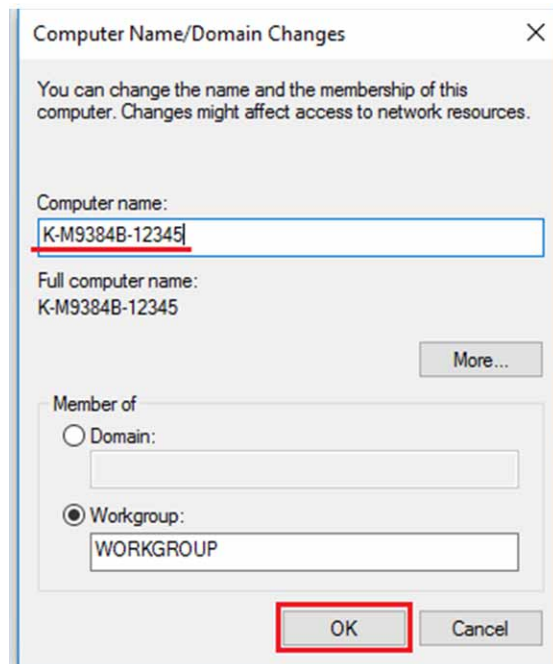 Computer Name/Domain Changes
You can change the name and the membership of this
computer. Changes might affect access to network resources.
Computer name:
K-M9384B-12345
Full computer name:
K-M9384B-12345
More...
Member of
Domain:
Workgroup:
WORKGROUP
OK
Cancel